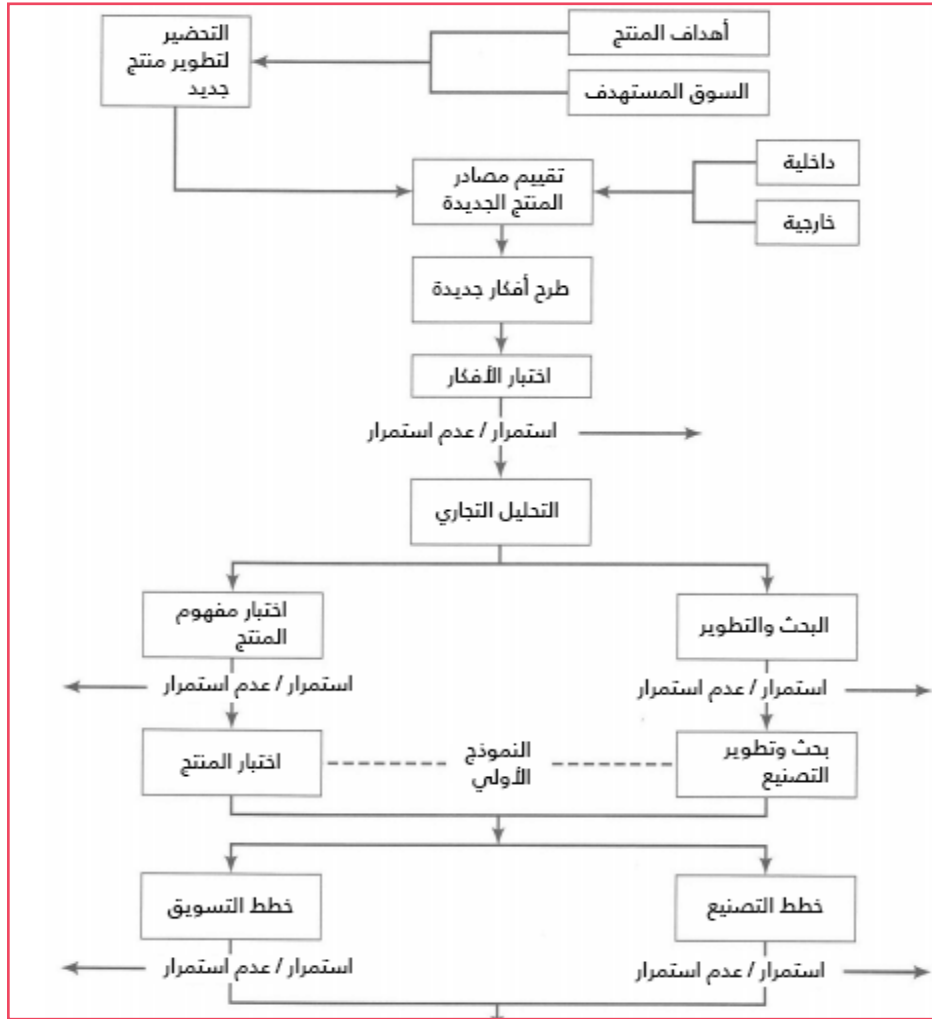 أهداف المنتج
التحضير
لتطوير منتج
جديد
السوق المستهدف
داخلية
تقييم مصادر
المنتج الجديدة
خارجية
طرح أفكار جديدة
اختبار الأفكار
استمرار / عدم استمرار
التحليل التجاري
البحث والتطوير
اختبار مفهوم
المنتج
استمرار / عدم استمرار
استمرار / عدم استمرار
بحث وتطوير
التصنيع
النموذج
الأولي
اختبار المنتج
خطط التصنيع
خطط التسويق
استمرار / عدم استمرار
استمرار / عدم استمرار